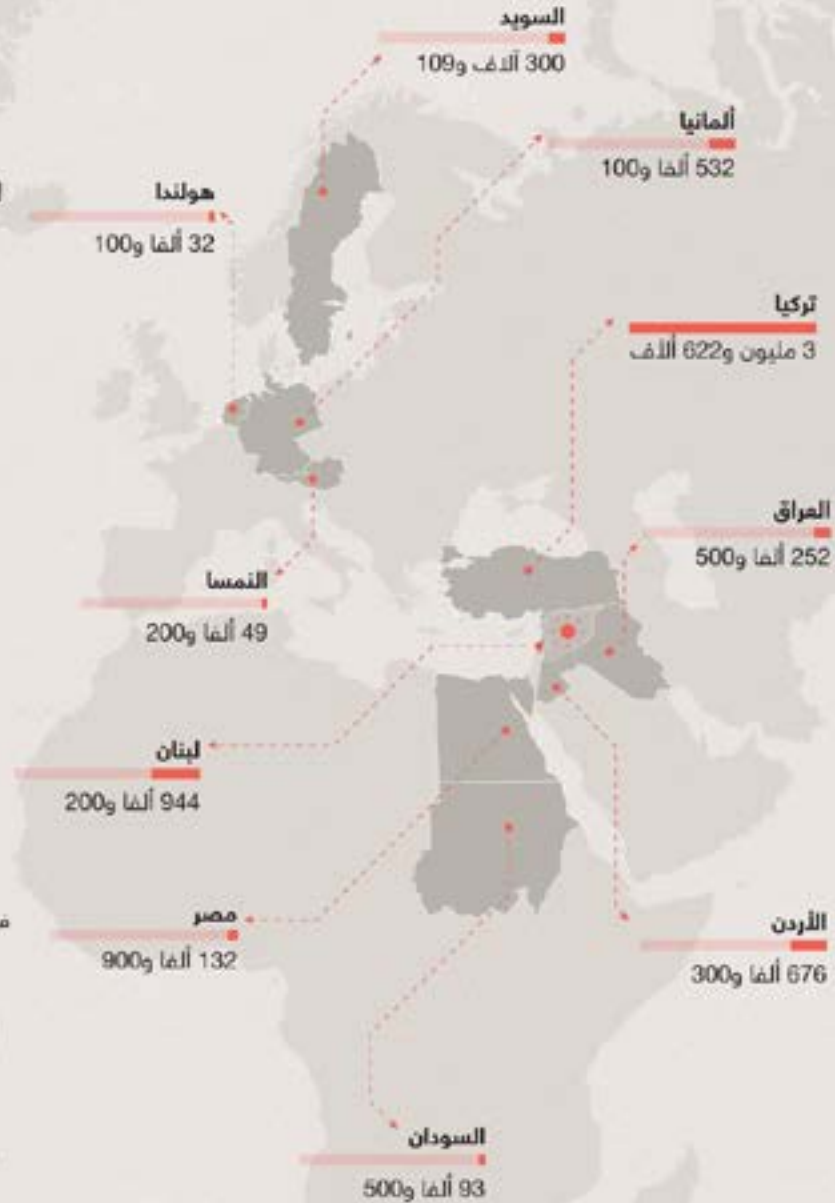 السويد
300 آلاف و109
ألمانيا
532 ألفا و100
هولندا
32 ألفا و100
تركيا
3 مليون و622 ألاف
العراق
252 ألفا و500
النمسا
49 ألفا و200
لبنان
944 ألفا و200
مصر
132 ألفا و900
الأردن
676 ألفا و300
السودان
93 ألفا و500